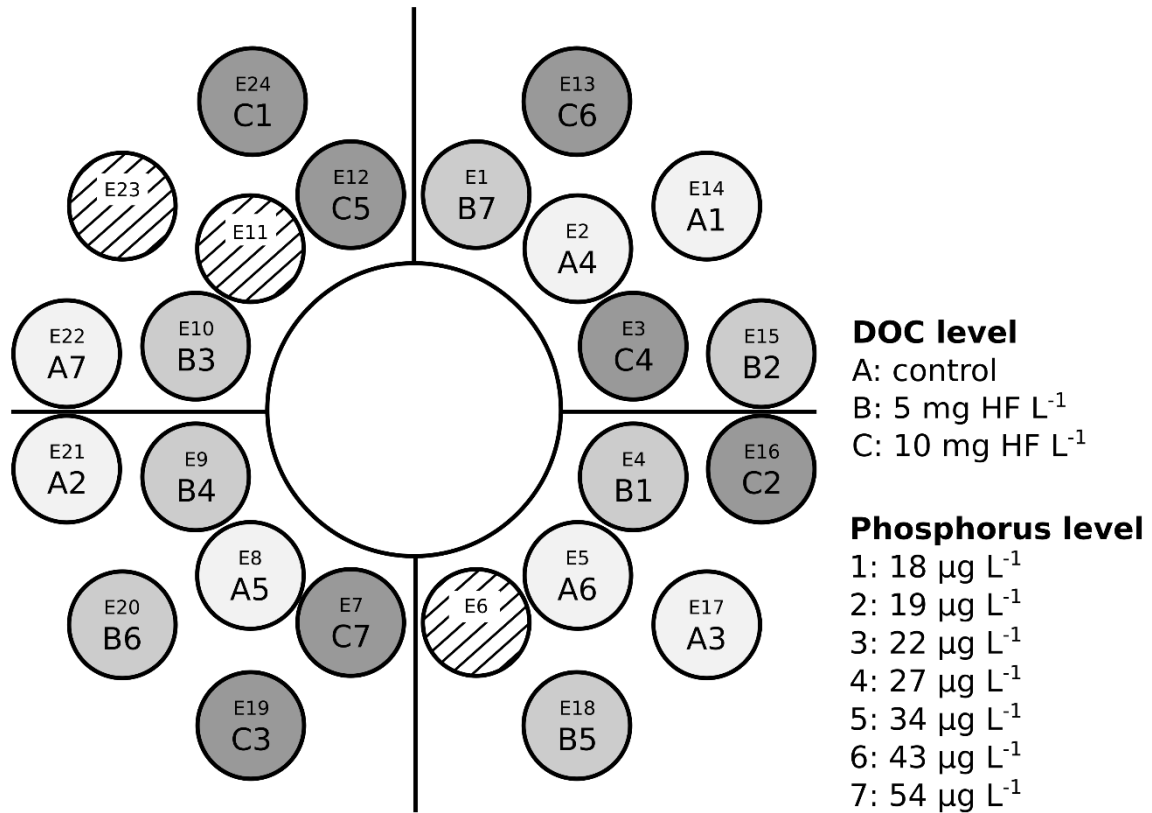 E24
C1
E13
C6
E23
E12
C5
E1
B7
E14
A1
E11
E2
A4
E22
A7
E10
B3
E3
C4
E15
B2
E21
A2
E9
B4
E4
B1
E16
C2
E8
A5
E5
A6
E20
B6
E7
C7
E6
E17
A3
E19
C3
E18
B5
DOC level
A: control
B: 5 mg HF L⁻¹
C: 10 mg HF L⁻¹
Phosphorus level
1: 18 µg L⁻¹
2: 19 µg L⁻¹
3: 22 µg L⁻¹
4: 27 µg L⁻¹
5: 34 µg L⁻¹
6: 43 µg L⁻¹
7: 54 µg L⁻¹